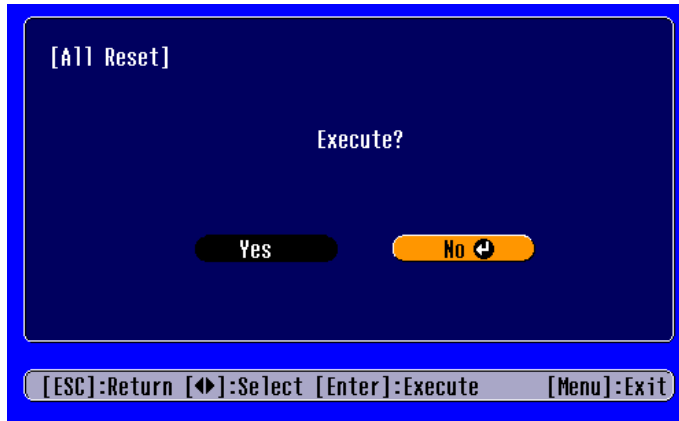 [All Reset]
Execute?
Yes No
[ESC]:Return [◀▶]:Select [Enter]:Execute [Menu]:Exit